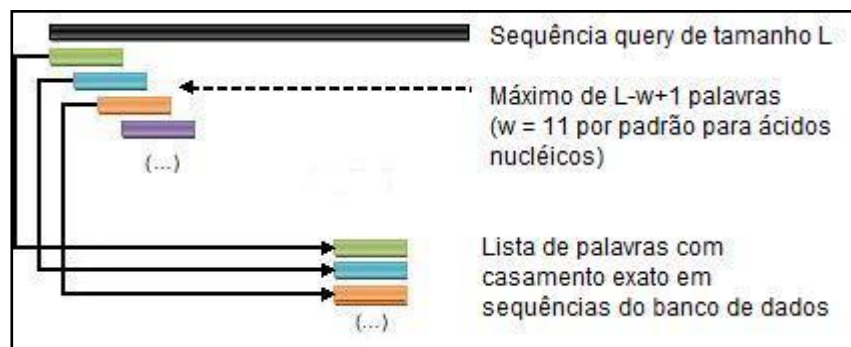 Sequência query de tamanho L
Máximo de L-w+1 palavras
(w = 11 por padrão para ácidos
nucléicos)
(...)
Lista de palavras com
casamento exato em
sequências do banco de dados
(...)